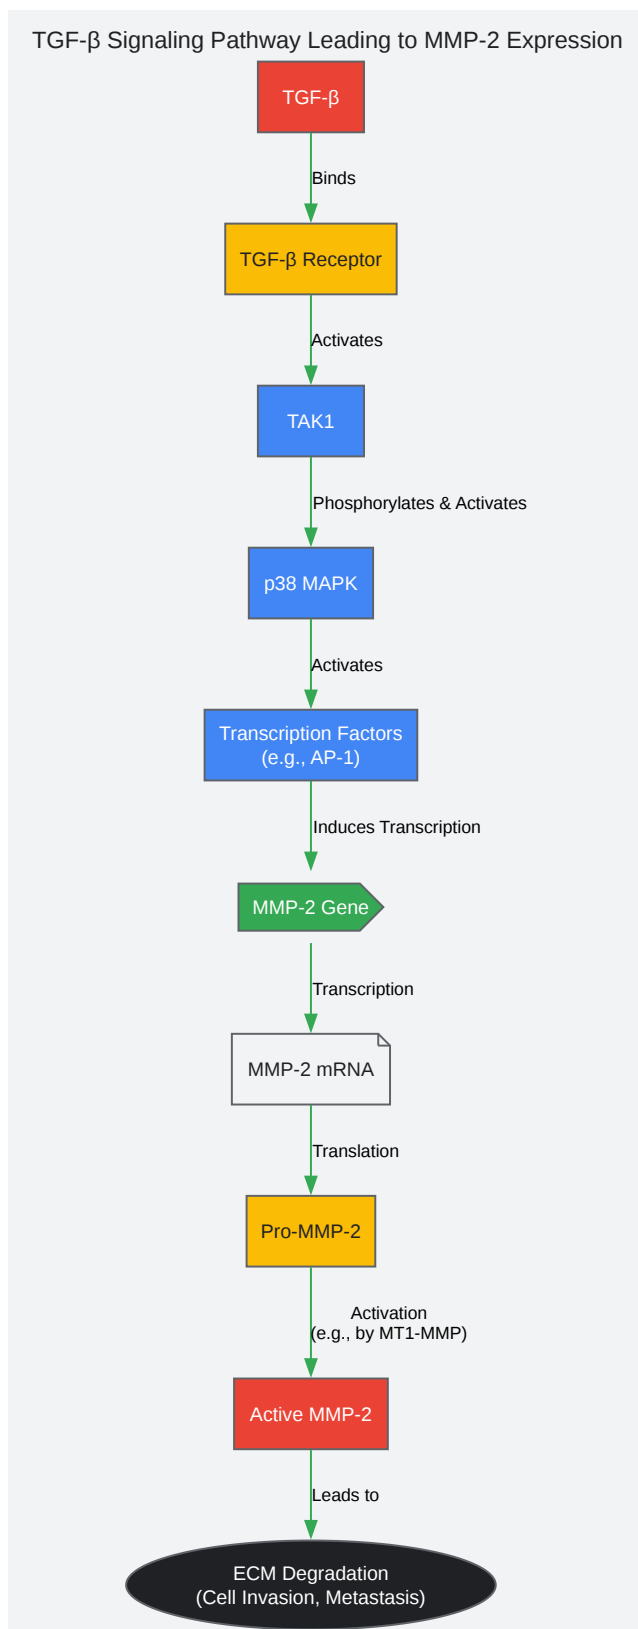 TGF-β Signaling Pathway Leading to MMP-2 Expression
TGF-β
Binds
TGF-β Receptor
Activates
TAK1
Phosphorylates & Activates
p38 MAPK
Activates
Transcription Factors
(e.g., AP-1)
Induces Transcription
MMP-2 Gene
Transcription
MMP-2 mRNA
Translation
Pro-MMP-2
Activation
(e.g., by MT1-MMP)
Active MMP-2
Leads to
ECM Degradation
(Cell Invasion, Metastasis)